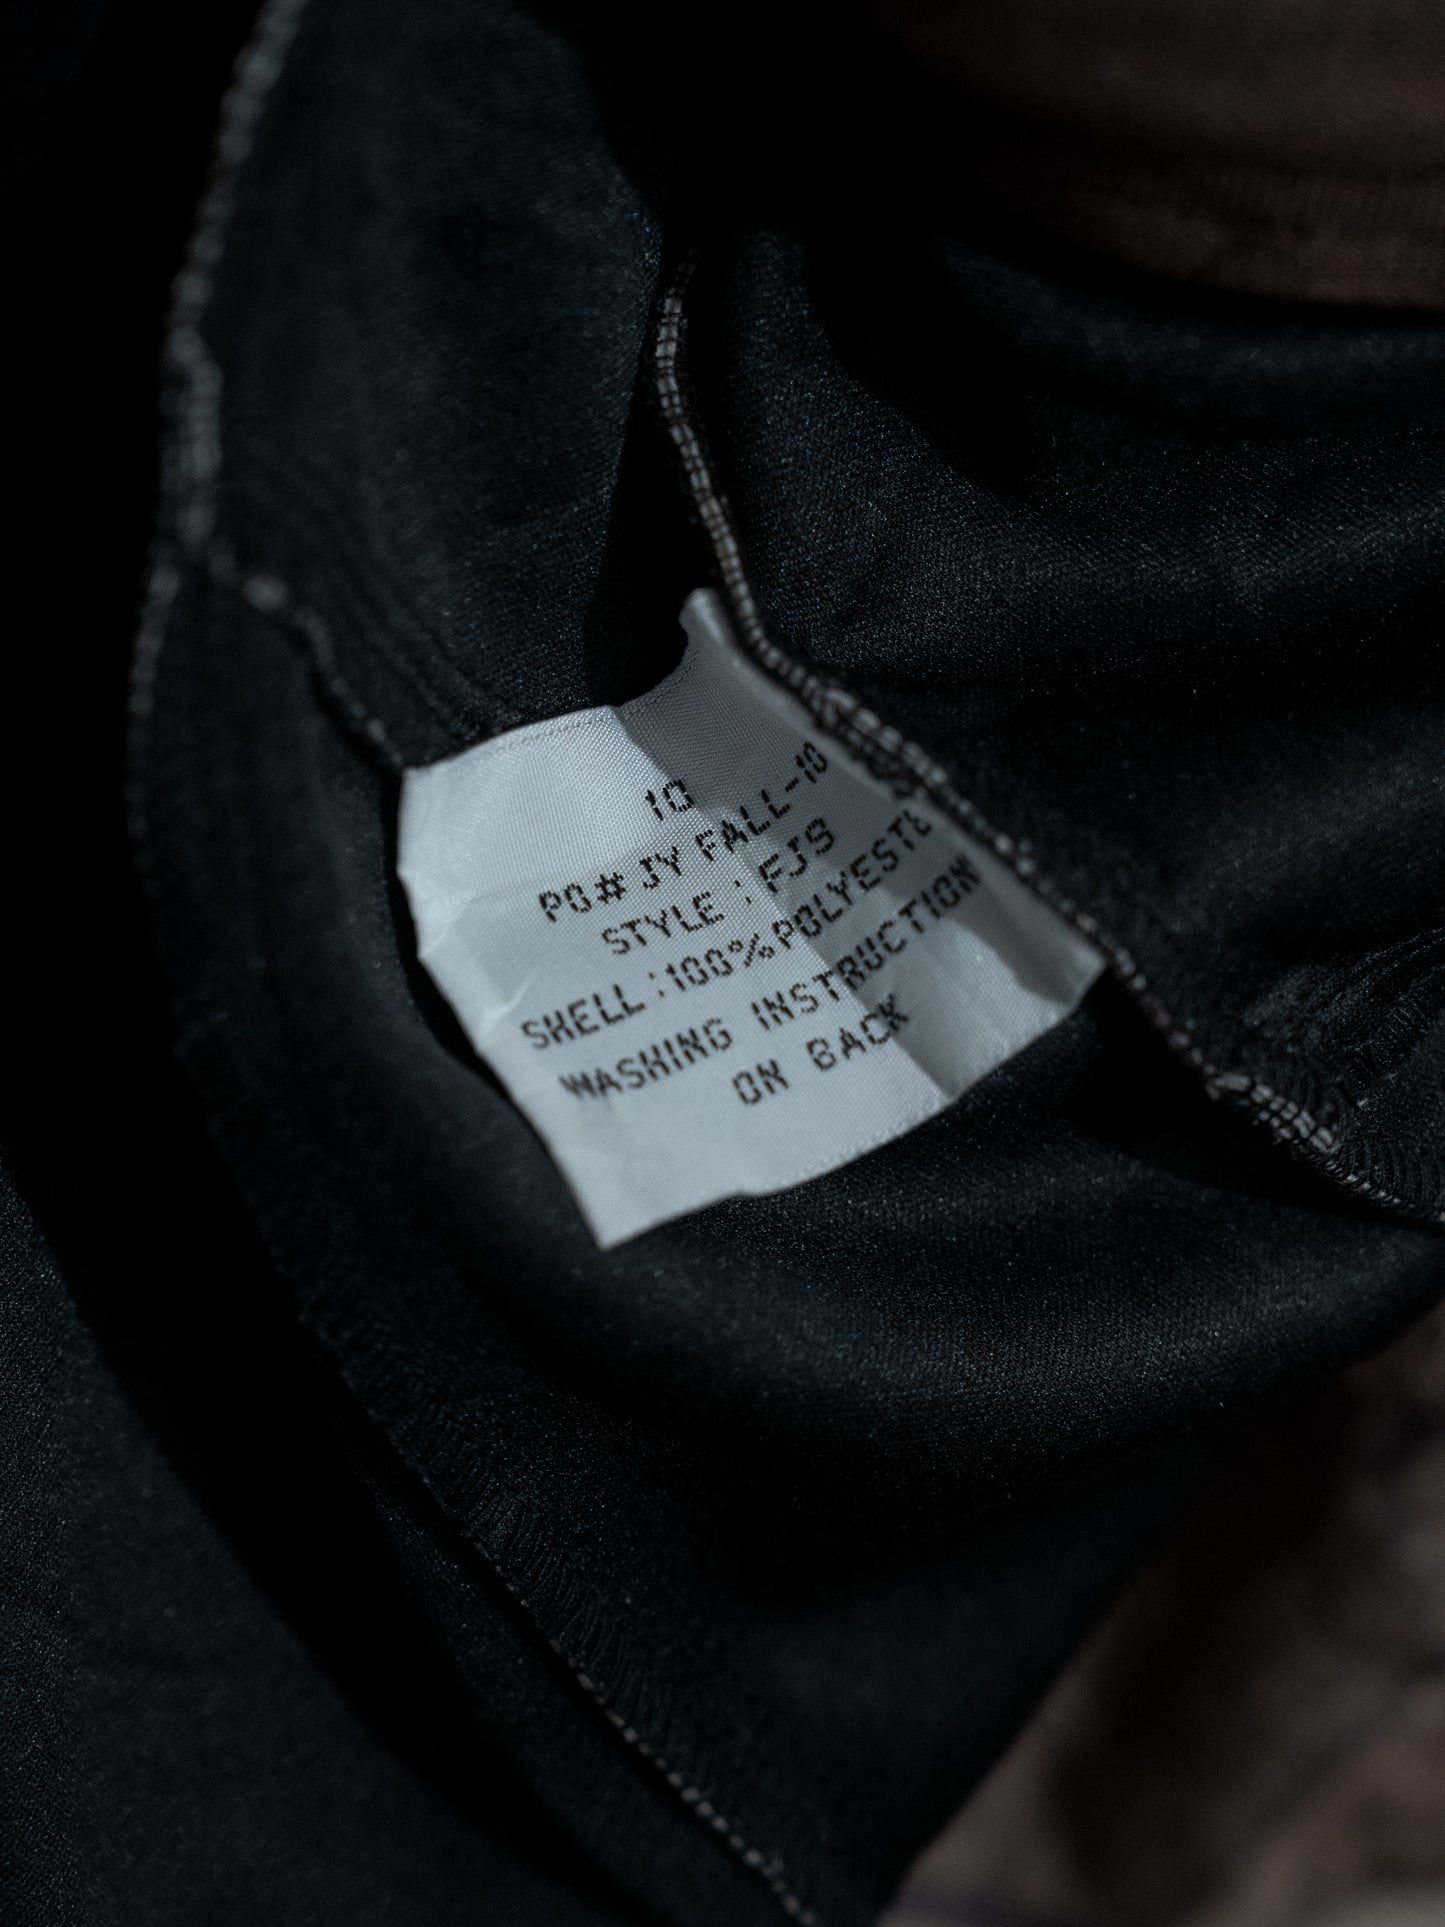 10
PO# JY FALL-10
STYLE : FJS
SHELL :100%POLYESTE
WASHING INSTRUCTION
ON BACK